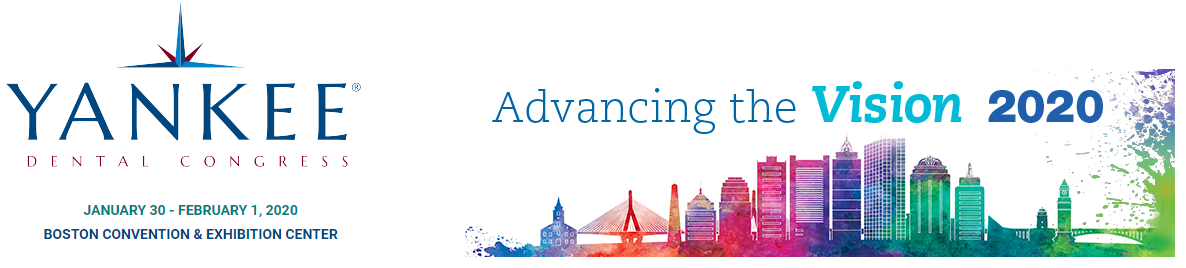 YANKEE®
DENTAL CONGRESS
JANUARY 30 - FEBRUARY 1, 2020
BOSTON CONVENTION & EXHIBITION CENTER
Advancing the Vision 2020